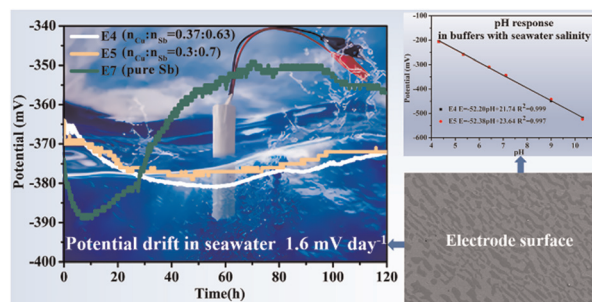 E4 (nCu:nSb=0.37:0.63)
E5 (nCu:nSb=0.3:0.7)
E7 (pure Sb)
Potential (mV)
-340
-350
-360
-370
-380
-390
-400
0 20 40 60 80 100 120
Time(h)
Potential drift in seawater 1.6 mV day-1
pH response
in buffers with seawater salinity
Potential (mV)
-100
-200
-300
-400
-500
-600
E4 E=-52.20pH+21.74 R2=0.999
E5 E=-52.38pH+23.64 R2=0.997
4 6 8 10
pH
Electrode surface